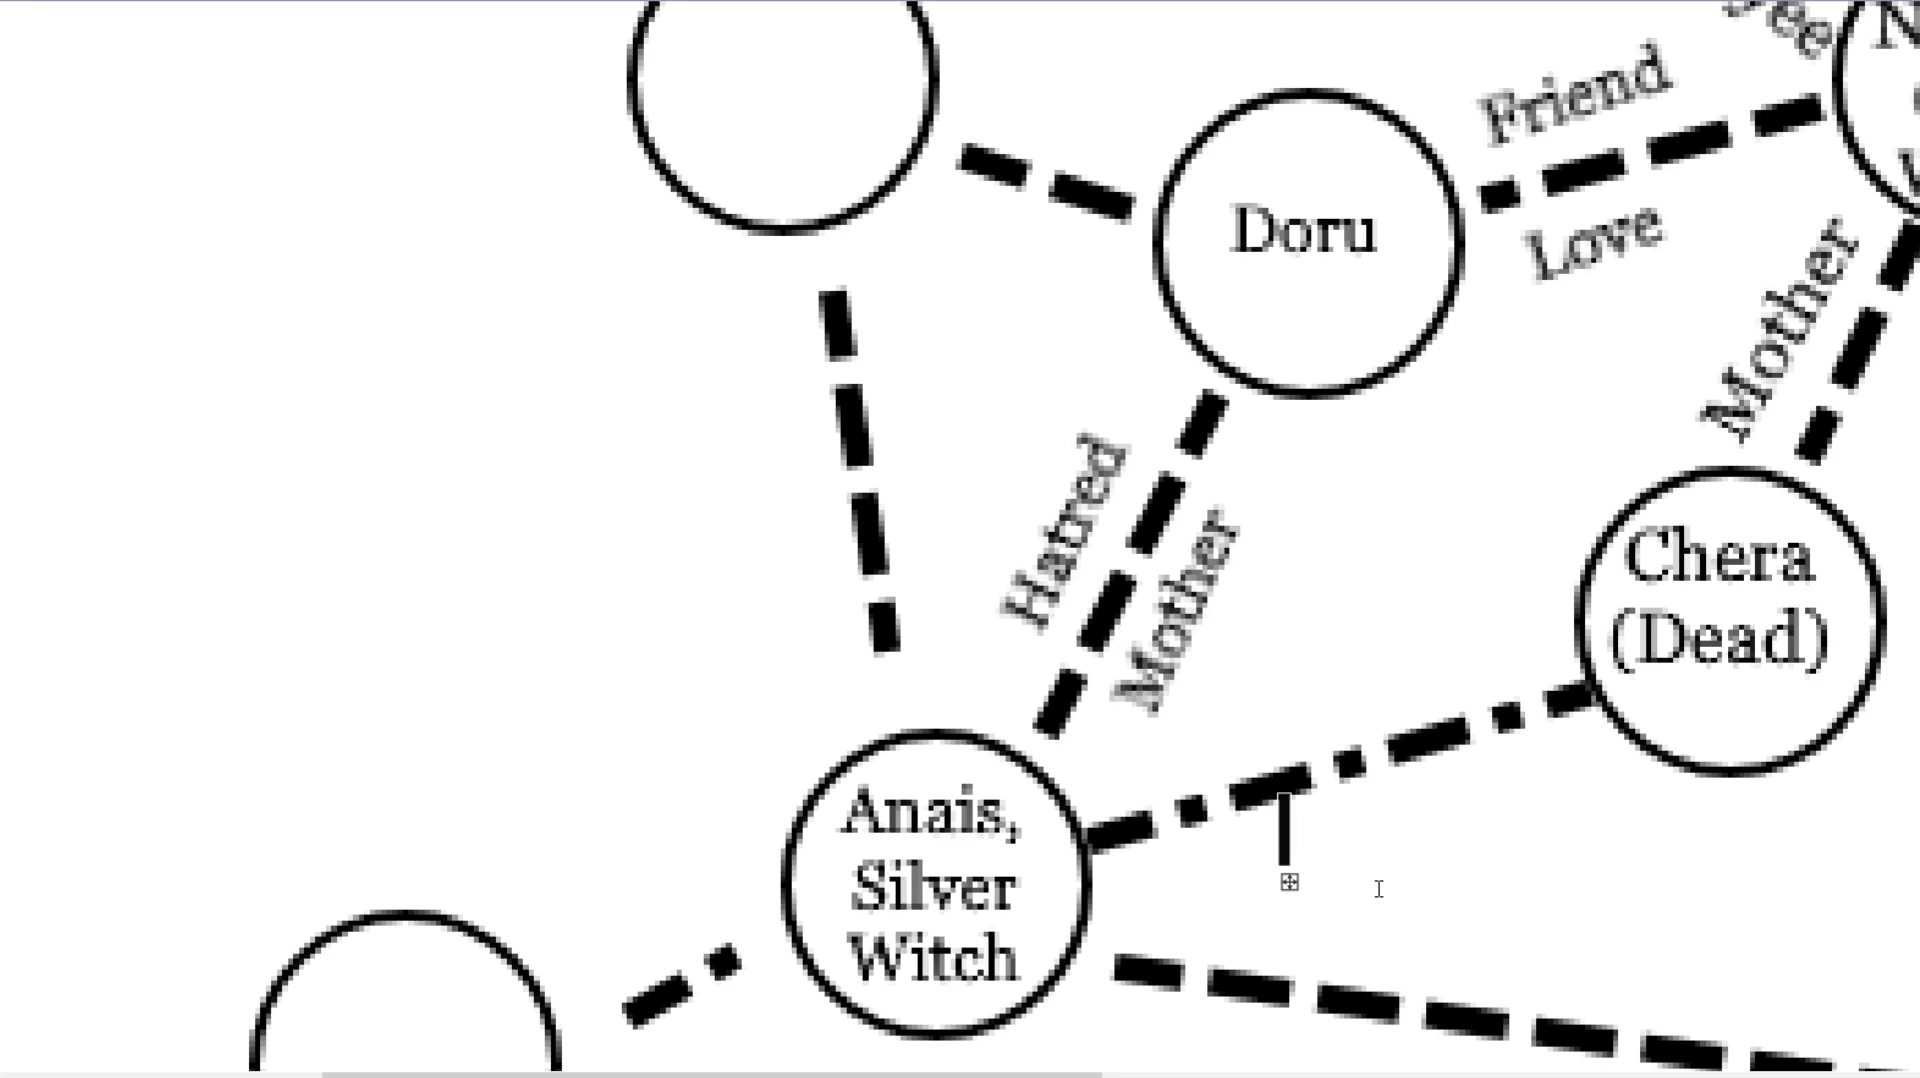 Friend
Love
Doru
Mother
Hatred
Mother
Chera
(Dead)
Anais,
Silver
Witch